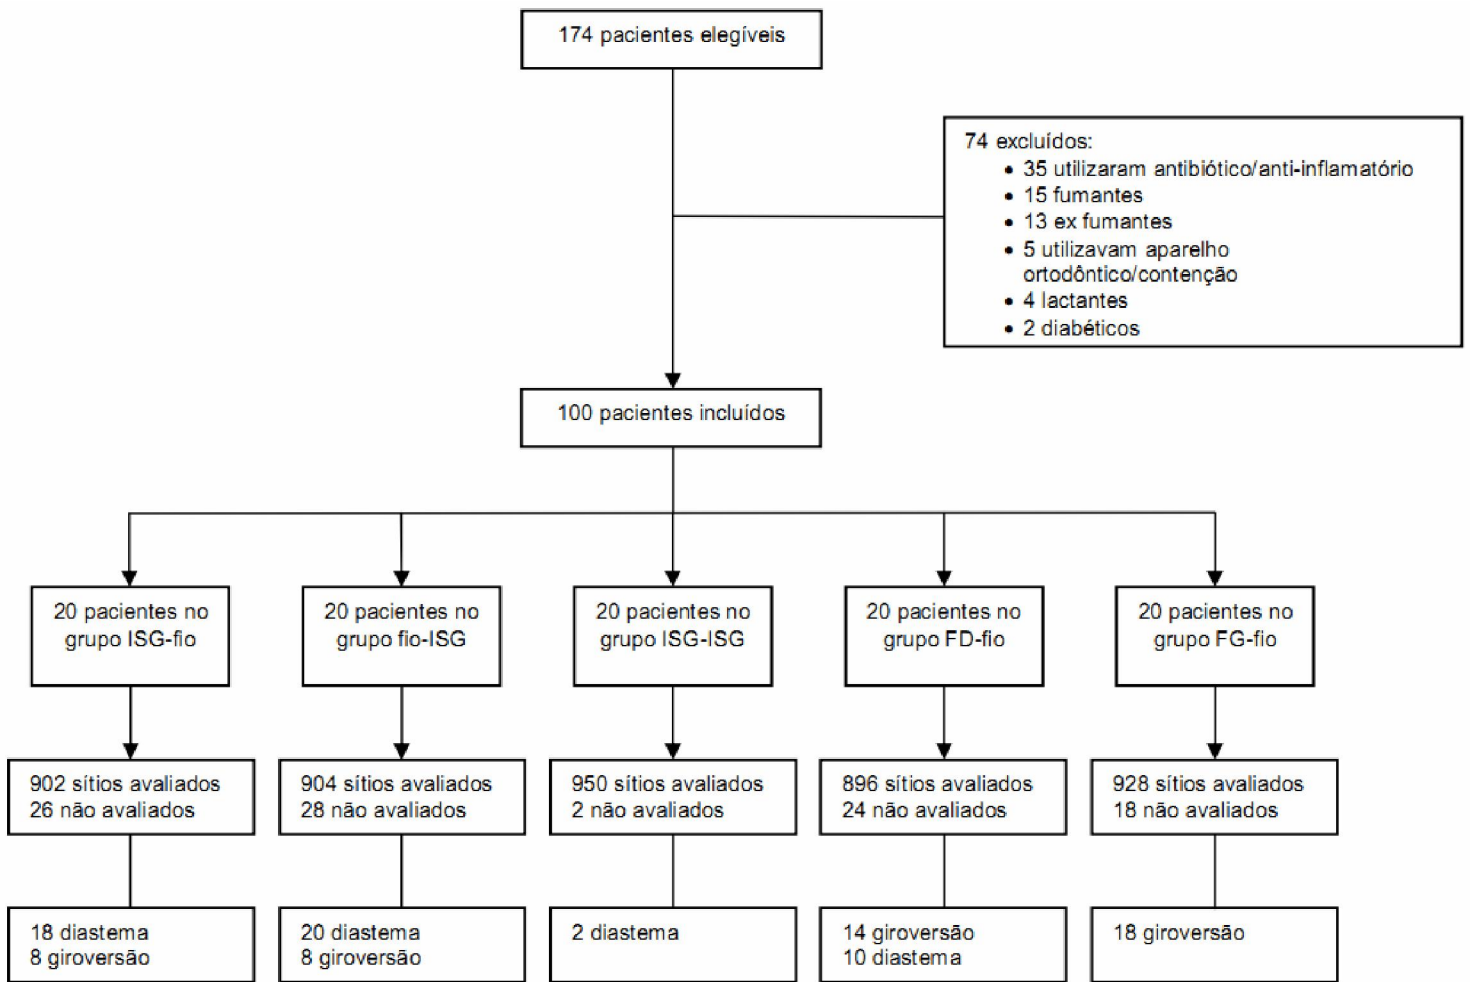 174 pacientes elegíveis
74 excluídos:
• 35 utilizaram antibiótico/anti-inflamatório
• 15 fumantes
• 13 ex fumantes
• 5 utilizavam aparelho
ortodôntico/contenção
• 4 lactantes
• 2 diabéticos
100 pacientes incluídos
20 pacientes no
grupo ISG-fio
20 pacientes no
grupo fio-ISG
20 pacientes no
grupo ISG-ISG
20 pacientes no
grupo FD-fio
20 pacientes no
grupo FG-fio
902 sítios avaliados
26 não avaliados
904 sítios avaliados
28 não avaliados
950 sítios avaliados
2 não avaliados
896 sítios avaliados
24 não avaliados
928 sítios avaliados
18 não avaliados
18 diastema
8 giroversão
20 diastema
8 giroversão
2 diastema
14 giroversão
10 diastema
18 giroversão